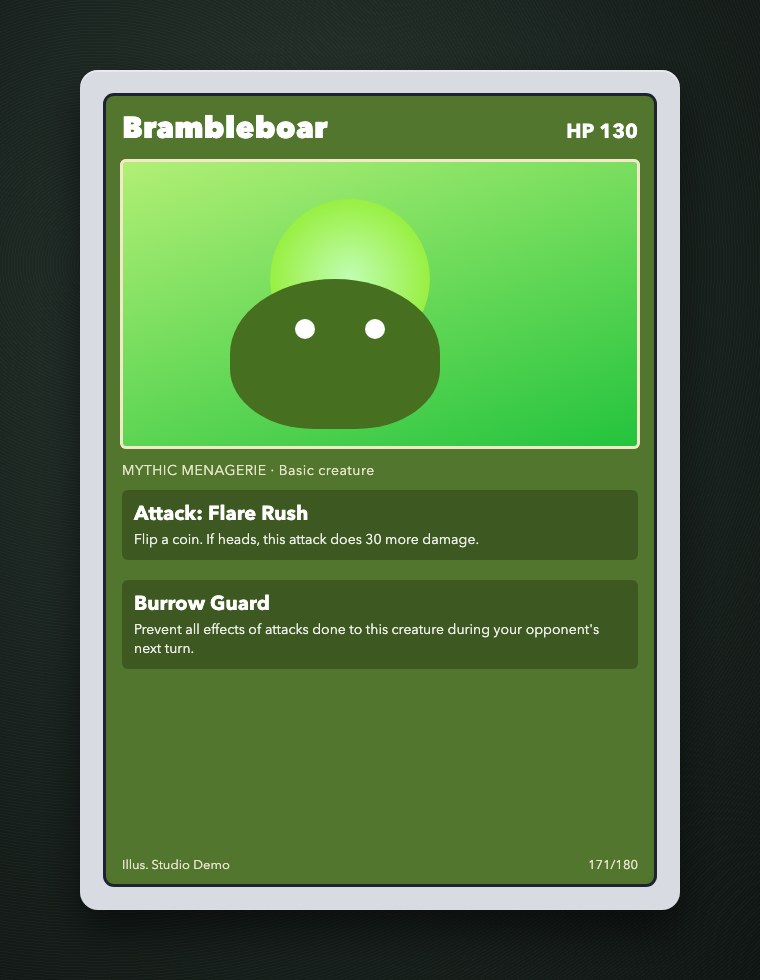 Brambleboar
HP 130
MYTHIC MENAGERIE · Basic creature
Attack: Flare Rush
Flip a coin. If heads, this attack does 30 more damage.
Burrow Guard
Prevent all effects of attacks done to this creature during your opponent's
next turn.
Illus. Studio Demo
171/180